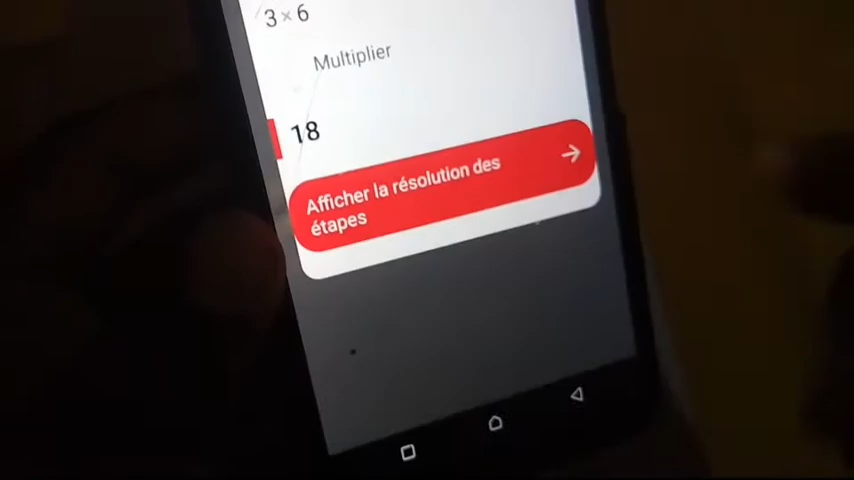 3×6
Multiplier
18
Afficher la résolution des
étapes